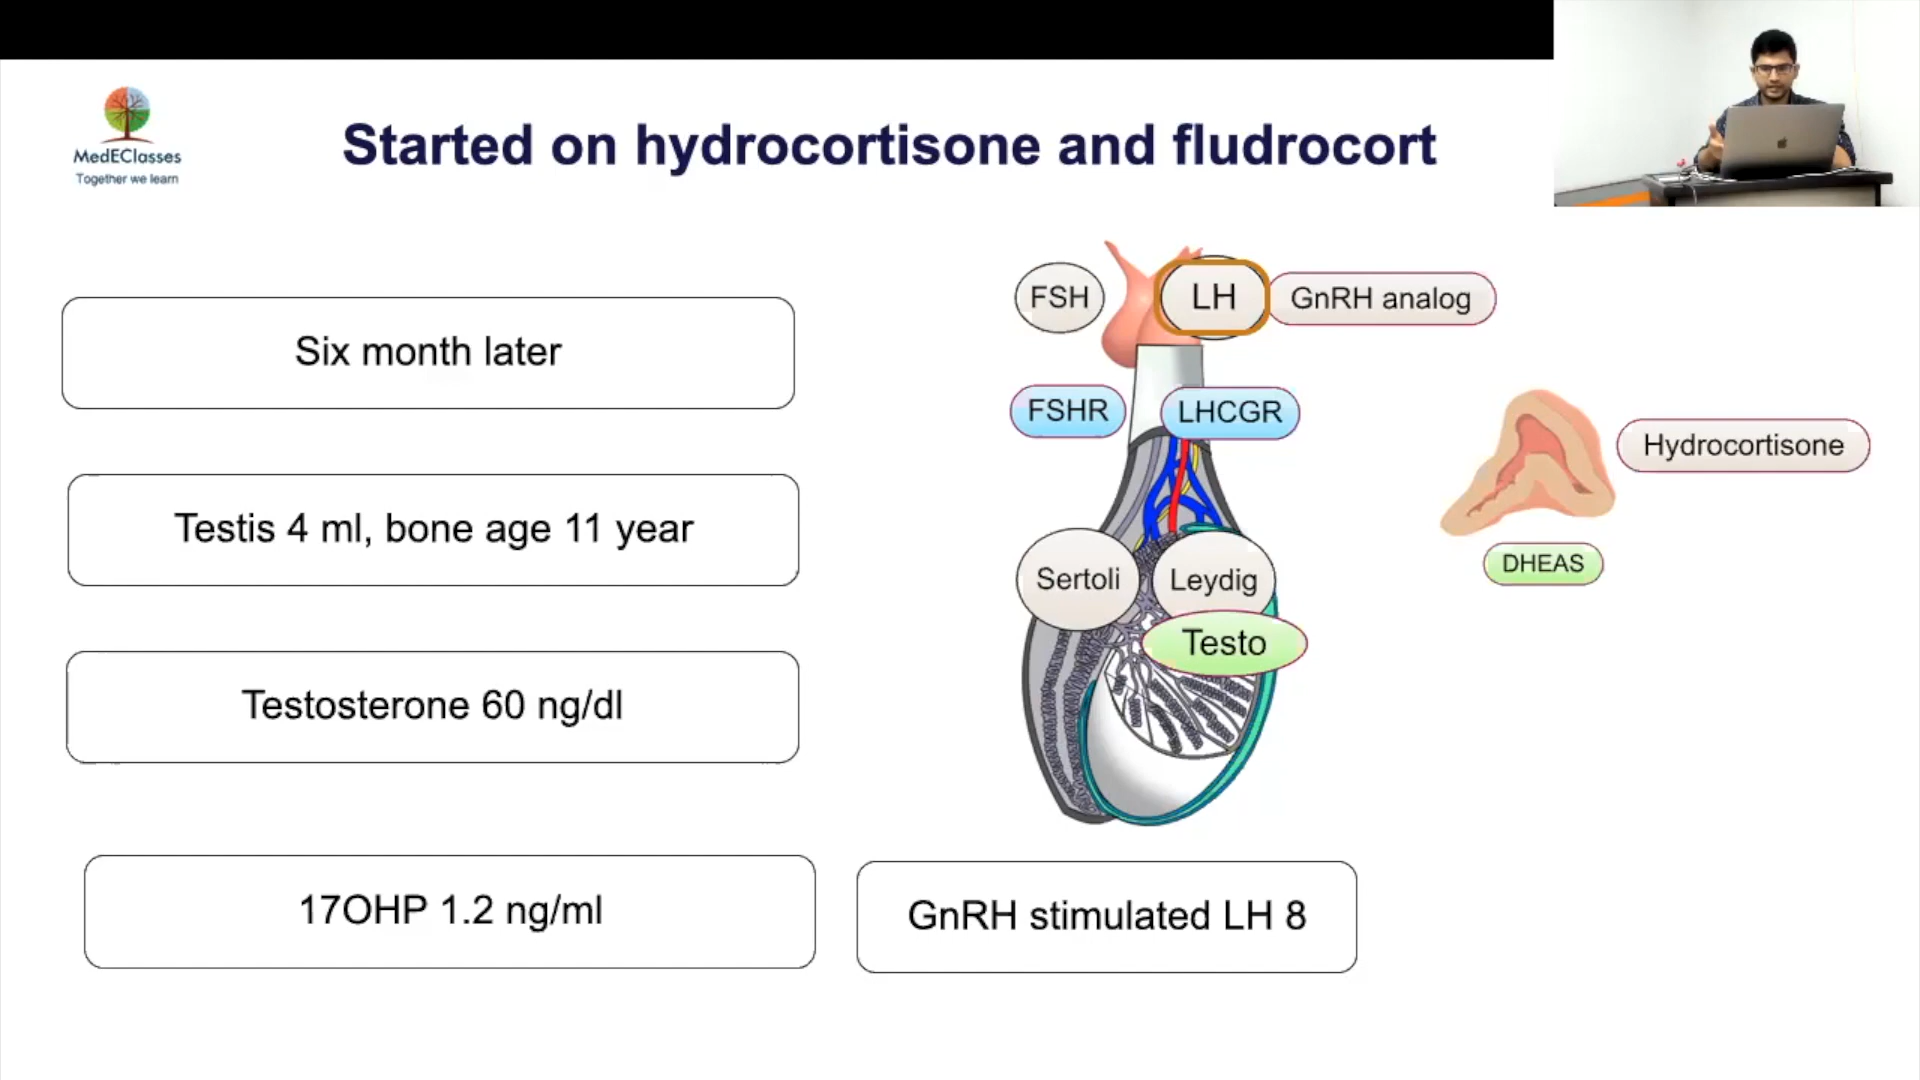 MedEClasses
Together we learn
Started on hydrocortisone and fludrocort
Six month later
Testis 4 ml, bone age 11 year
Testosterone 60 ng/dl
17OHP 1.2 ng/ml
FSH
LH
GnRH analog
FSHR
LHCGR
Hydrocortisone
DHEAS
Sertoli
Leydig
Testo
GnRH stimulated LH 8